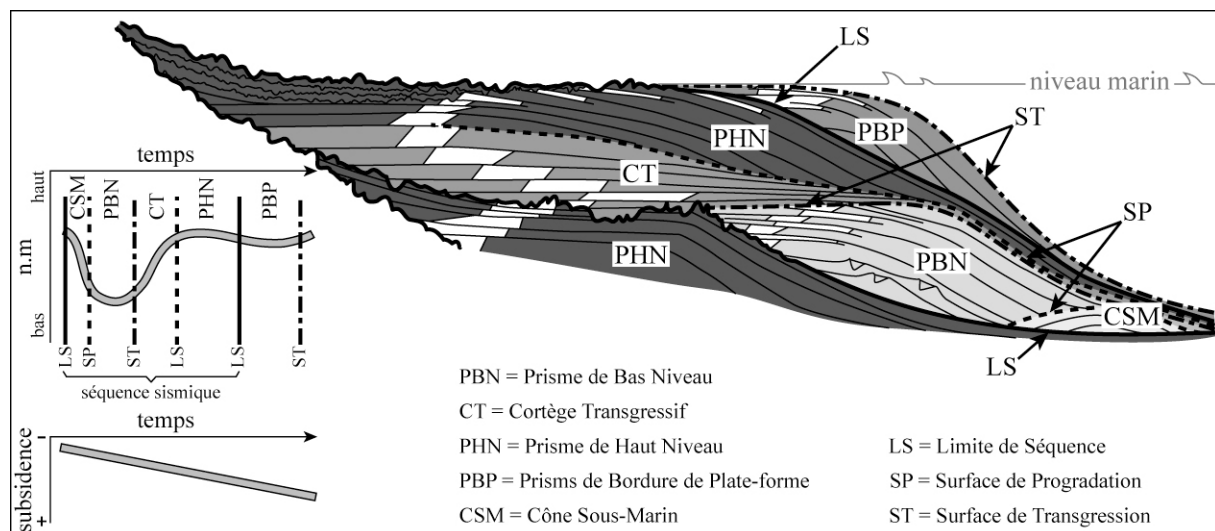 LS
niveau marin
ST
PHN
PBP
CT
SP
PHN
PBN
CSM
LS
temps
haut
n.m
bas
CSM
PBN
CT
PHN
PBP
LS
SP
ST
LS
LS
ST
séquence sismique
temps
-
subsidence
+
PBN = Prisme de Bas Niveau
CT = Cortège Transgressif
PHN = Prisme de Haut Niveau
PBP = Prisms de Bordure de Plate-forme
CSM = Cône Sous-Marin
LS = Limite de Séquence
SP = Surface de Progradation
ST = Surface de Transgression